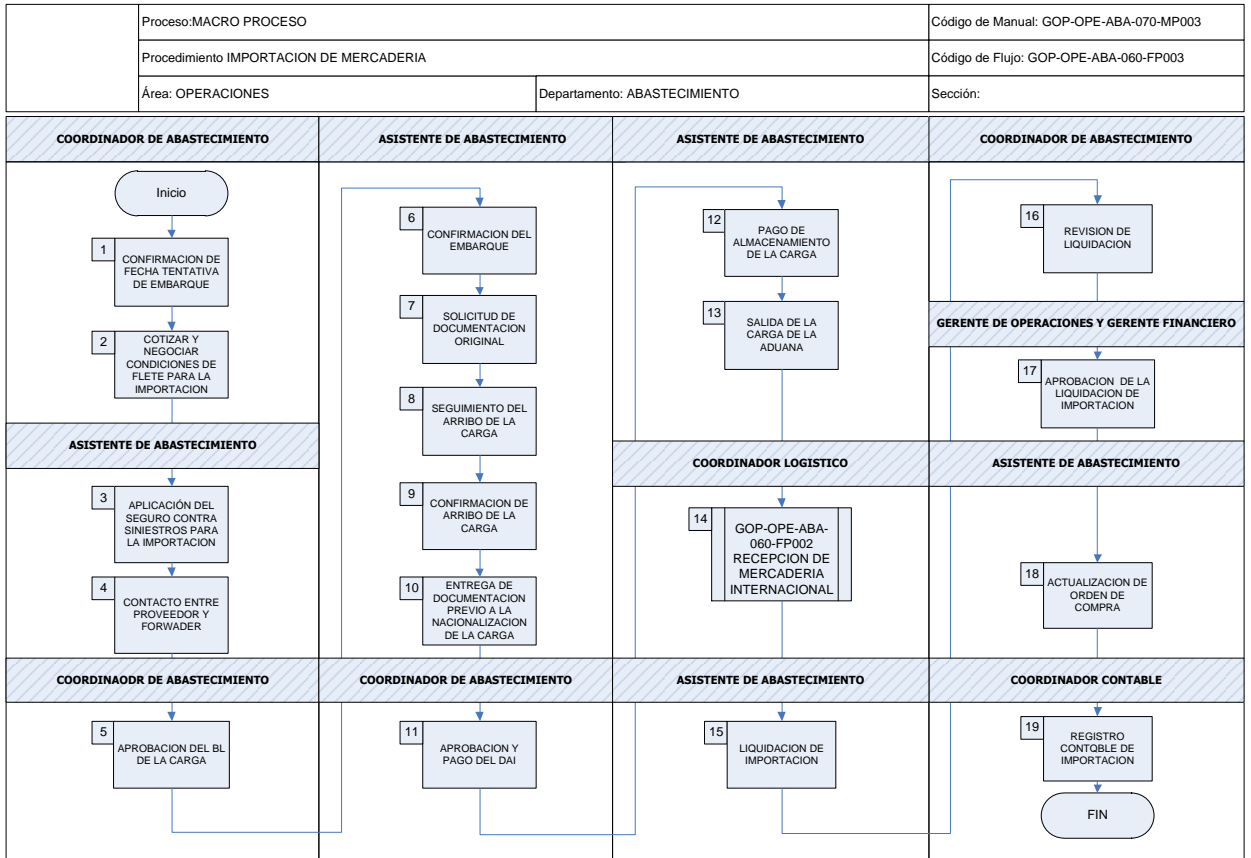 Proceso:MACRO PROCESO
Código de Manual: GOP-OPE-ABA-070-MP003
Procedimiento IMPORTACION DE MERCADERIA
Código de Flujo: GOP-OPE-ABA-060-FP003
Área: OPERACIONES
Departamento: ABASTECIMIENTO
Sección:
COORDINADOR DE ABASTECIMIENTO
Inicio
1
CONFIRMACION DE
FECHA TENTATIVA
DE EMBARQUE
2
COTIZAR Y
NEGOCIAR
CONDICIONES DE
FLETE PARA LA
IMPORTACION
ASISTENTE DE ABASTECIMIENTO
3
APLICACIÓN DEL
SEGURO CONTRA
SINIESTROS PARA
LA IMPORTACION
4
CONTACTO ENTRE
PROVEEDOR Y
FORWADER
COORDINAODR DE ABASTECIMIENTO
5
APROBACION DEL BL
DE LA CARGA
ASISTENTE DE ABASTECIMIENTO
6
CONFIRMACION DEL
EMBARQUE
7
SOLICITUD DE
DOCUMENTACION
ORIGINAL
8
SEGUIMIENTO DEL
ARRIBO DE LA
CARGA
9
CONFIRMACION DE
ARRIBO DE LA
CARGA
10
ENTREGA DE
DOCUMENTACION
PREVIO A LA
NACIONALIZACION
DE LA CARGA
COORDINADOR DE ABASTECIMIENTO
11
APROBACION Y
PAGO DEL DAI
ASISTENTE DE ABASTECIMIENTO
12
PAGO DE
ALMACENAMIENTO
DE LA CARGA
13
SALIDA DE LA
CARGA DE LA
ADUANA
COORDINADOR LOGISTICO
14
GOP-OPE-ABA-
060-FP002
RECEPCION DE
MERCADERIA
INTERNACIONAL
ASISTENTE DE ABASTECIMIENTO
15
LIQUIDACION DE
IMPORTACION
COORDINADOR DE ABASTECIMIENTO
16
REVISION DE
LIQUIDACION
GERENTE DE OPERACIONES Y GERENTE FINANCIERO
17
APROBACION DE LA
LIQUIDACION DE
IMPORTACION
ASISTENTE DE ABASTECIMIENTO
18
ACTUALIZACION DE
ORDEN DE
COMPRA
COORDINADOR CONTABLE
19
REGISTRO
CONTQBLE DE
IMPORTACION
FIN